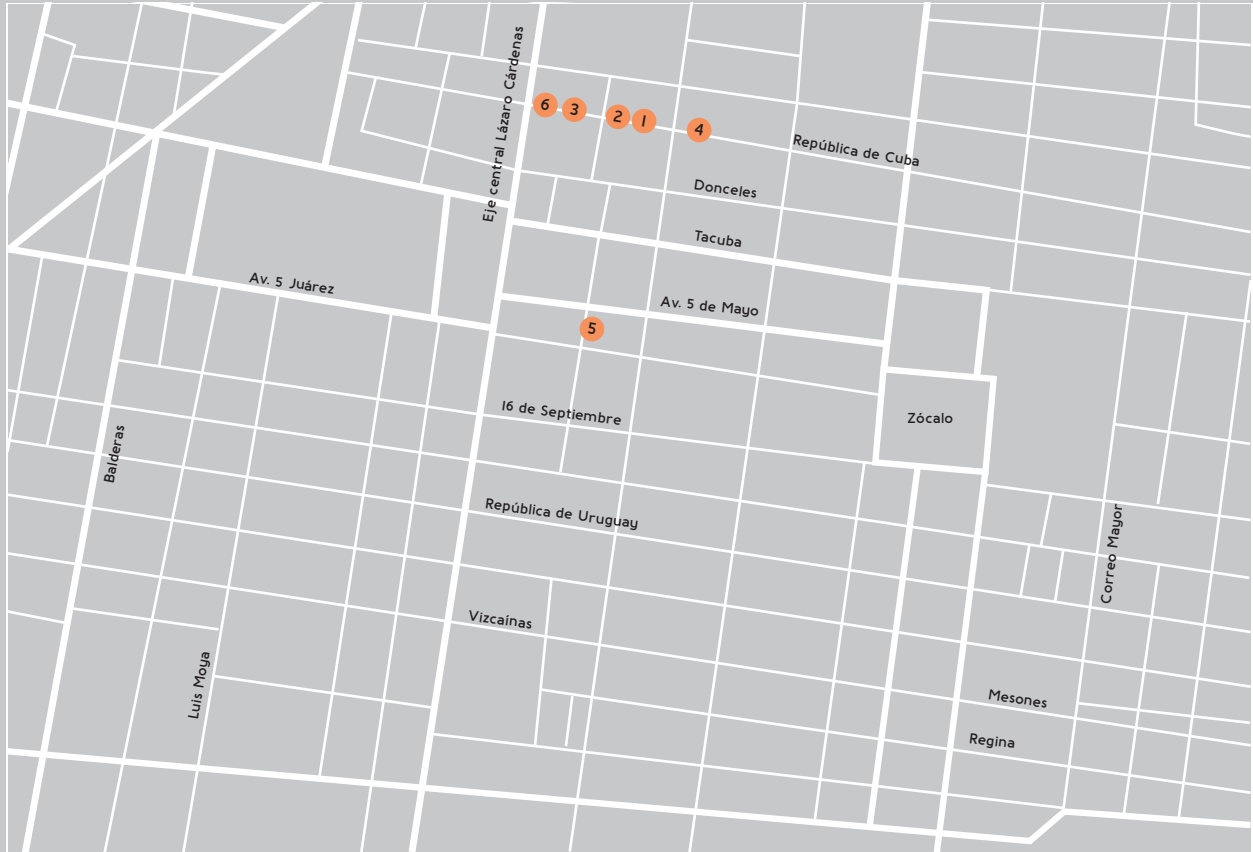 Eje central Lázaro Cárdenas
6
3
2
1
4
República de Cuba
Donceles
Tacuba
Av. 5 Juárez
Av. 5 de Mayo
5
16 de Septiembre
Zócalo
Balderas
República de Uruguay
Correo Mayor
Vizcaínas
Luis Moya
Mesones
Regina